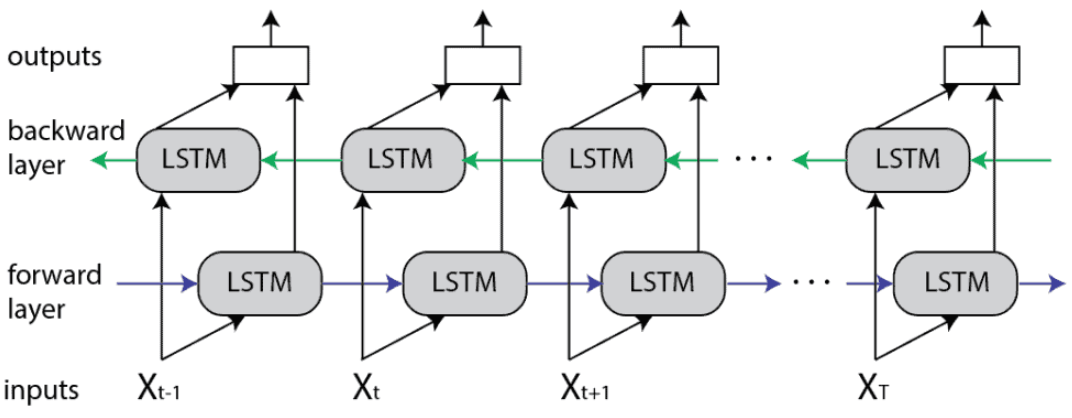 outputs
backward
layer
LSTM LSTM LSTM ... LSTM
forward
layer
LSTM LSTM LSTM ... LSTM
inputs Xt-1 Xt Xt+1 XT